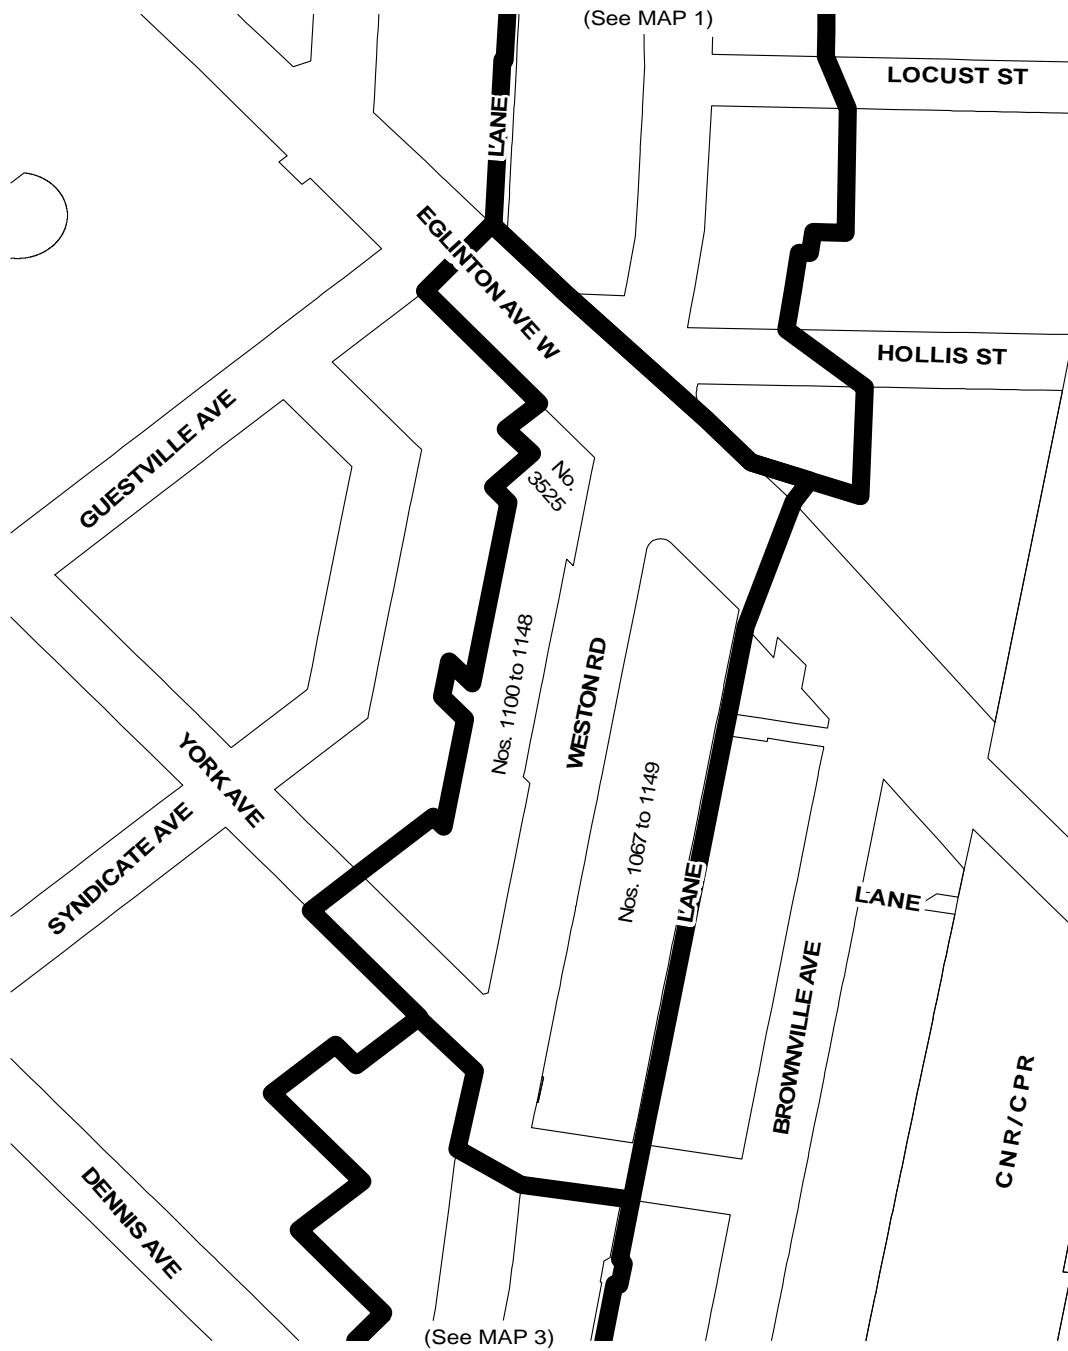 (See MAP 1)
LOCUST ST
LANE
EGLINTON AVE W
HOLLIS ST
GUESTVILLE AVE
No.
3525
Nos. 1100 to 1148
WESTON RD
YORK AVE
Nos. 1067 to 1149
SYNDICATE AVE
LANE
LANE
BROWNVILLE AVE
CNR/CPR
DENNIS AVE
(See MAP 3)